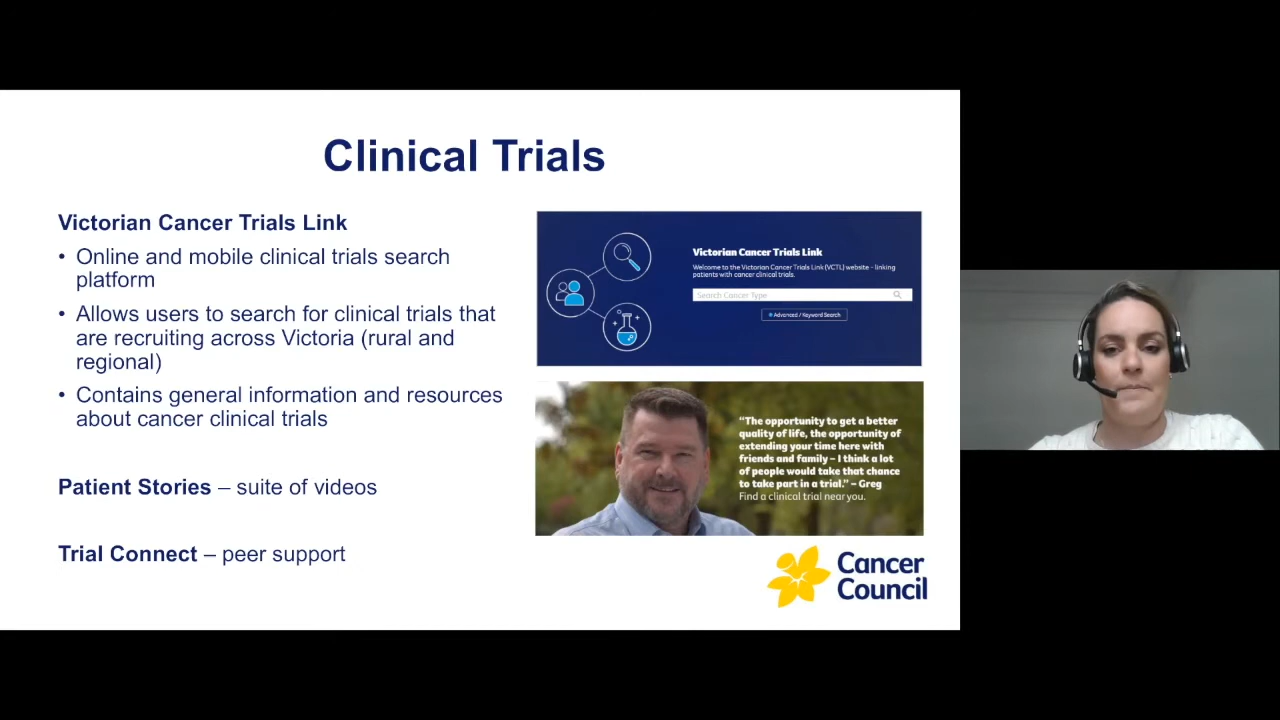 Clinical Trials
Victorian Cancer Trials Link
• Online and mobile clinical trials search
platform
• Allows users to search for clinical trials that
are recruiting across Victoria (rural and
regional)
• Contains general information and resources
about cancer clinical trials
Patient Stories – suite of videos
Trial Connect – peer support
Victorian Cancer Trials Link
Welcome to the Victorian Cancer Trials Link (VCTL) website - linking
patients with cancer clinical trials.
Search Cancer Type
Advanced / Keyword Search
“The opportunity to get a better
quality of life, the opportunity of
extending your time here with
friends and family – I think a lot
of people would take that chance
to take part in a trial.” – Greg
Find a clinical trial near you.
Cancer
Council